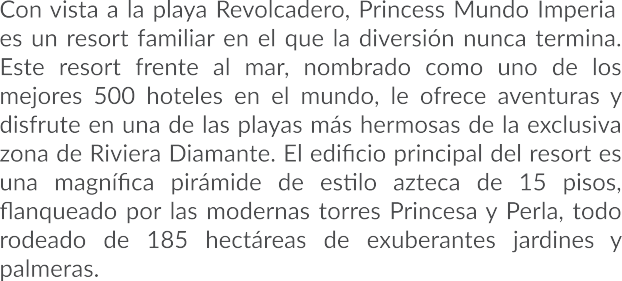 Con vista a la playa Revolcadero, Princess Mundo Imperia
es un resort familiar en el que la diversión nunca termina.
Este resort frente al mar, nombrado como uno de los
mejores 500 hoteles en el mundo, le ofrece aventuras y
disfrute en una de las playas más hermosas de la exclusiva
zona de Riviera Diamante. El edificio principal del resort es
una magnífica pirámide de estilo azteca de 15 pisos,
flanqueado por las modernas torres Princesa y Perla, todo
rodeado de 185 hectáreas de exuberantes jardines y
palmeras.